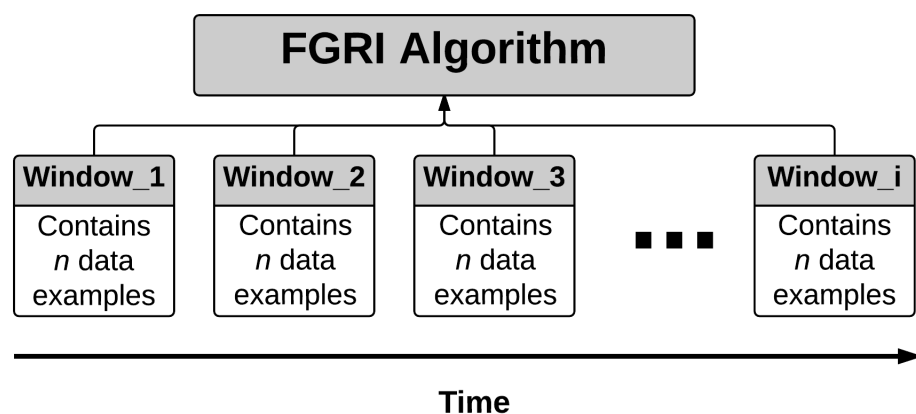 FGRI Algorithm
Window_1
Contains
n data
examples
Window_2
Contains
n data
examples
Window_3
Contains
n data
examples
Window_i
Contains
n data
examples
Time